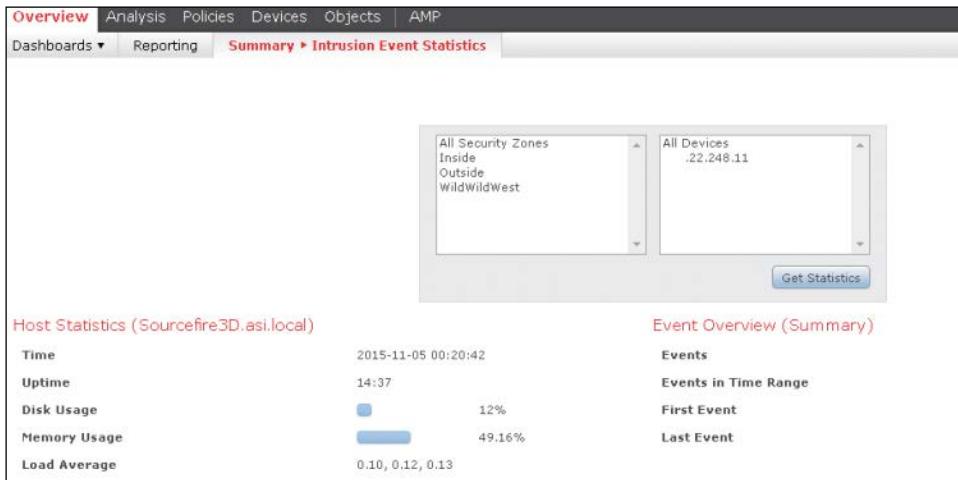 Overview Analysis Policies Devices Objects AMP
Dashboards ▾ Reporting Summary ▸ Intrusion Event Statistics
All Security Zones
Inside
Outside
WildWildWest
All Devices
.22.248.11
Get Statistics
Host Statistics (Sourcefire3D.asi.local)
Time 2015-11-05 00:20:42
Uptime 14:37
Disk Usage 12%
Memory Usage 49.16%
Load Average 0.10, 0.12, 0.13
Event Overview (Summary)
Events
Events in Time Range
First Event
Last Event